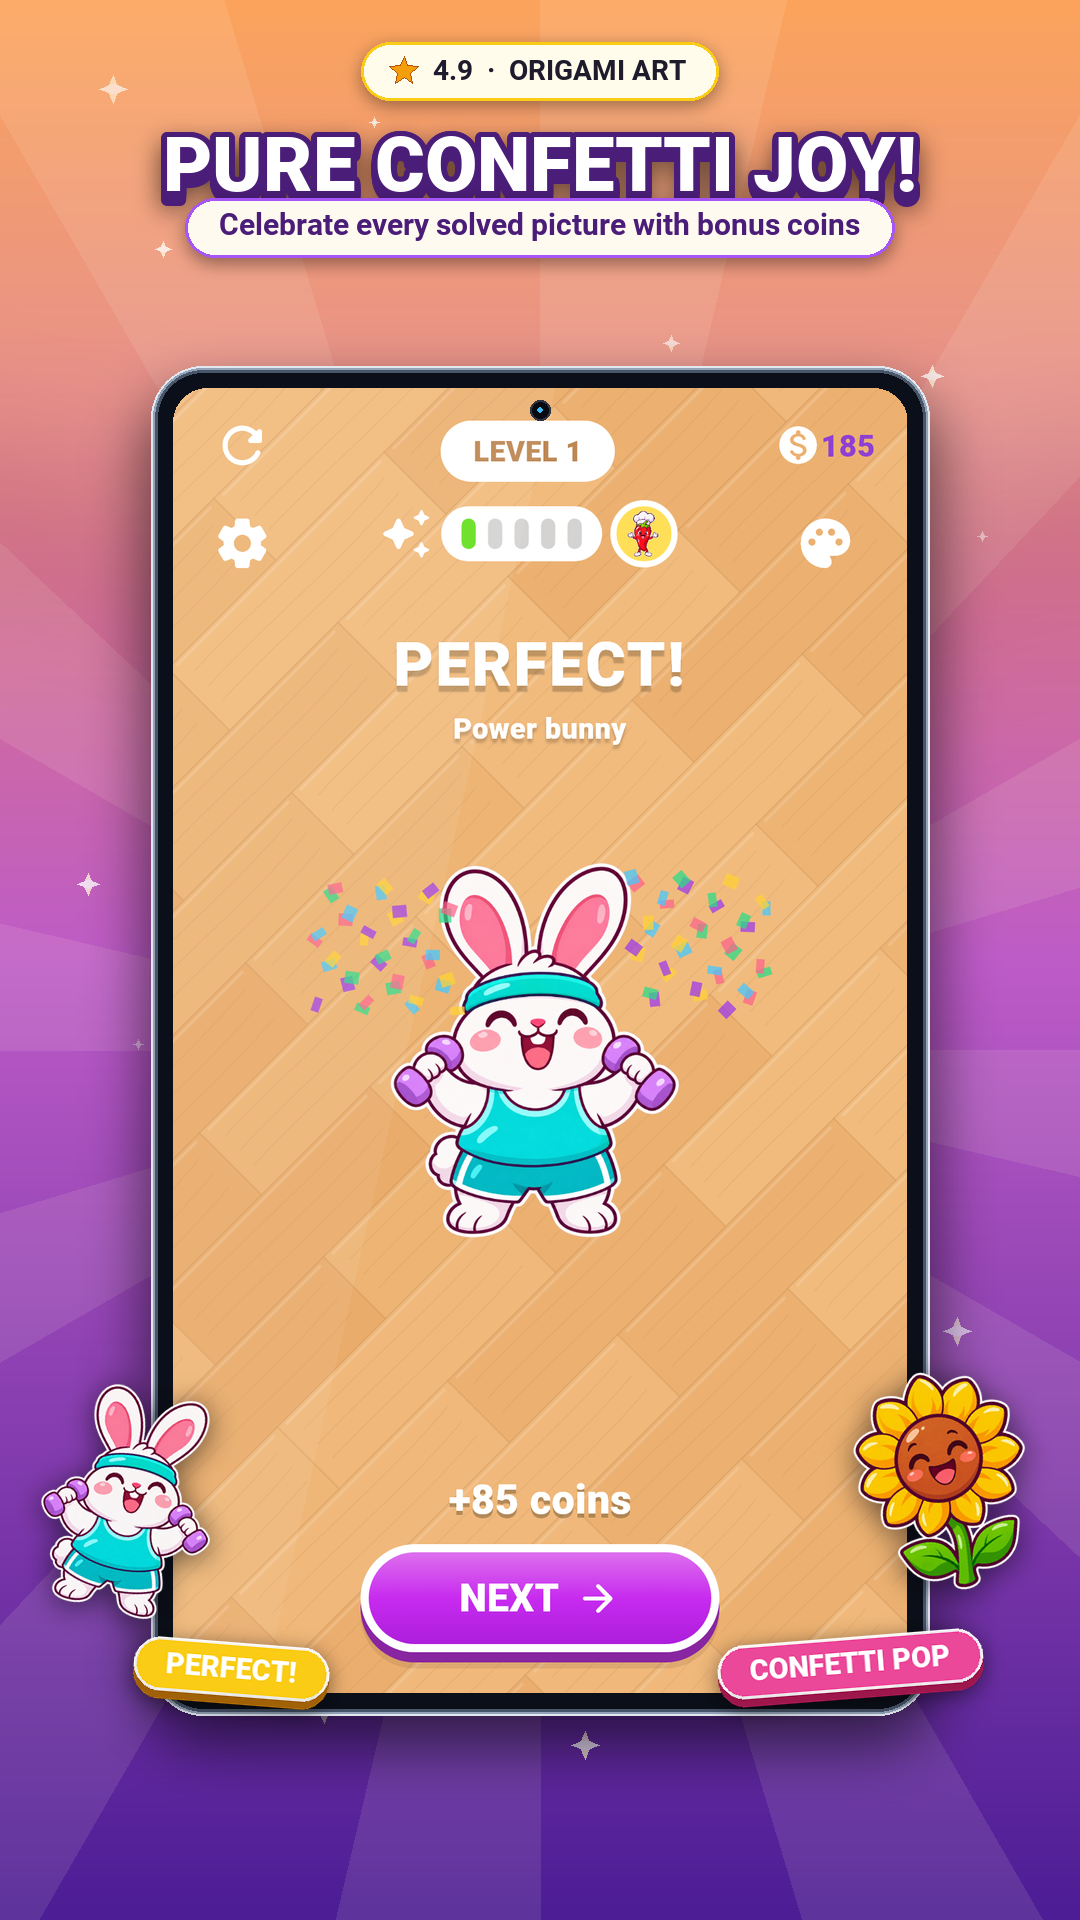 4.9 · ORIGAMI ART
PURE CONFETTI JOY!
Celebrate every solved picture with bonus coins
LEVEL 1
$ 185
PERFECT!
Power bunny
+85 coins
NEXT →
PERFECT!
CONFETTI POP